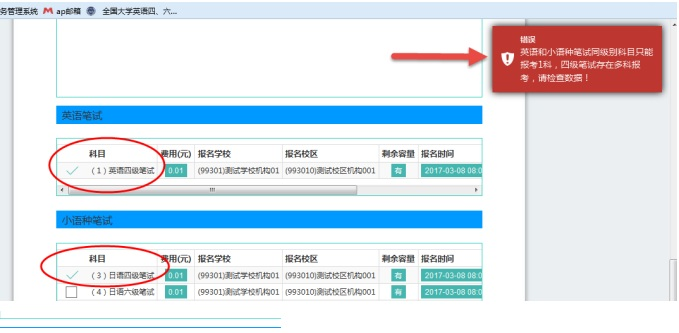 务管理系统 ap邮箱 全国大学英语四、六...
错误
英语和小语种笔试同级别科目只能
报考1科，四级笔试存在多科报
考，请检查数据！
英语笔试
科目 费用(元) 报名学校 报名校区 剩余容量 报名时间
（1）英语四级笔试 0.01 (99301)测试学校机构01 (993010)测试校区机构001 有 2017-03-08 08:0
小语种笔试
科目 费用(元) 报名学校 报名校区 剩余容量 报名时间
（3）日语四级笔试 0.01 (99301)测试学校机构01 (993010)测试校区机构001 有 2017-03-08 08:0
（4）日语六级笔试 0.01 (99301)测试学校机构01 (993010)测试校区机构001 有 2017-03-08 08:0